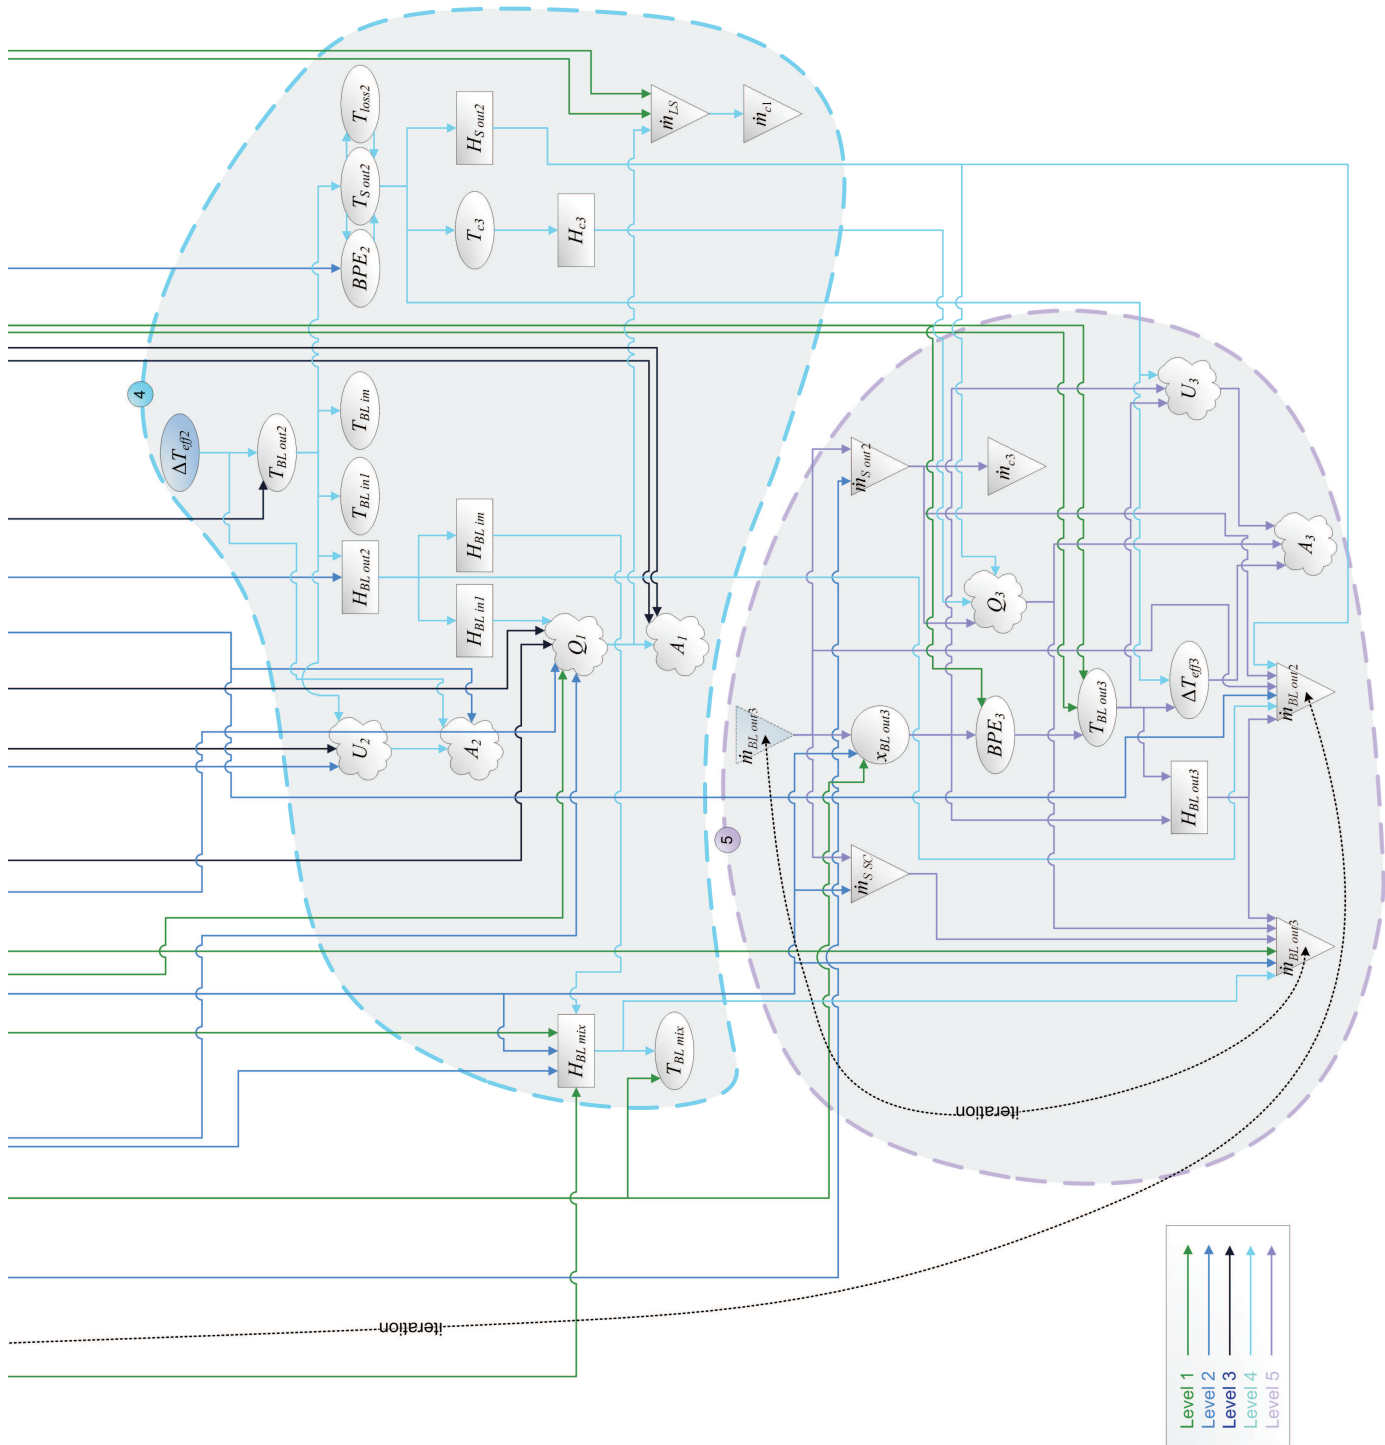 4
ΔT_eff2
T_BL out2
T_loss2
T_S out2
BPE_2
T_BL im
T_BL in1
H_BL out2
U_2
H_S out2
T_c3
H_c3
H_BL im
H_BL in1
A_2
Q_1
ṁ_LS
ṁ_c1
A_1
H_BL mix
T_BL mix
5
ṁ_BL out3
ṁ_S out2
x_BL out3
ṁ_S SC
ṁ_c3
Q_3
BPE_3
T_BL out3
U_3
ΔT_eff3
H_BL out3
A_3
ṁ_BL out2
ṁ_BL out3
iteration
iteration
Level 1
Level 2
Level 3
Level 4
Level 5